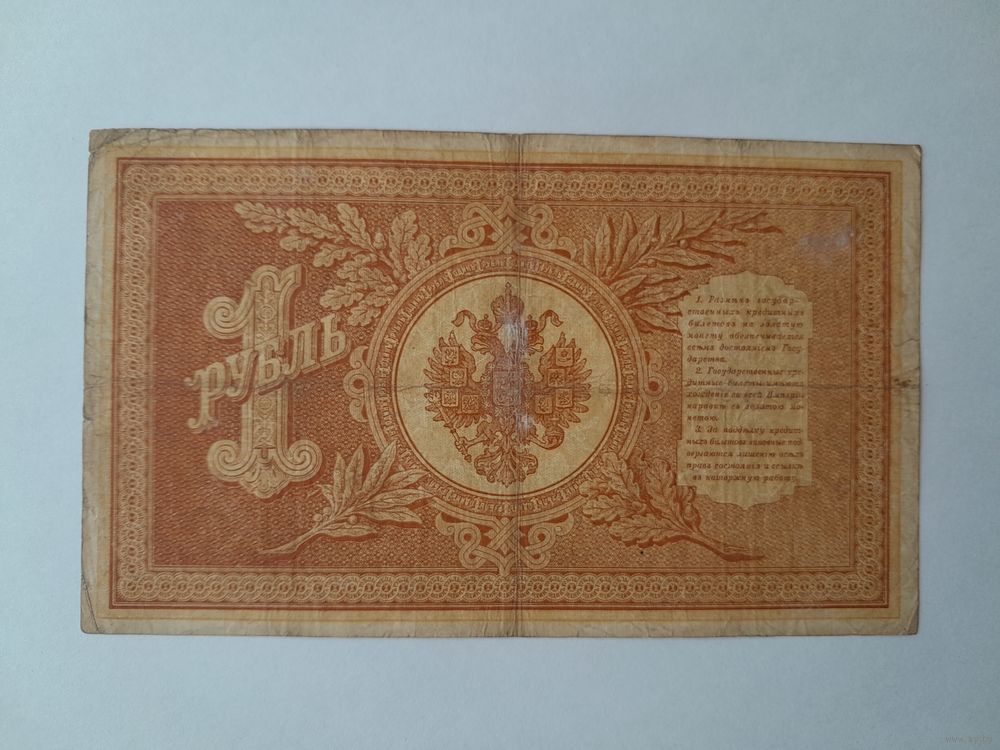 1
РУБЛЬ
1. Размѣнъ государ-
ственныхъ кредитныхъ
билетовъ на золотую
монету обезпечивается
всѣмъ достояніемъ Госу-
дарства.
2. Государственные кре-
дитные билеты имѣютъ
хожденіе во всей Имперіи
наравнѣ съ золотою мо-
нетою.
3. За поддѣлку кредит-
ныхъ билетовъ виновные под-
вергаются лишенію всѣхъ
правъ состоянія и ссылкѣ
въ каторжную работу.